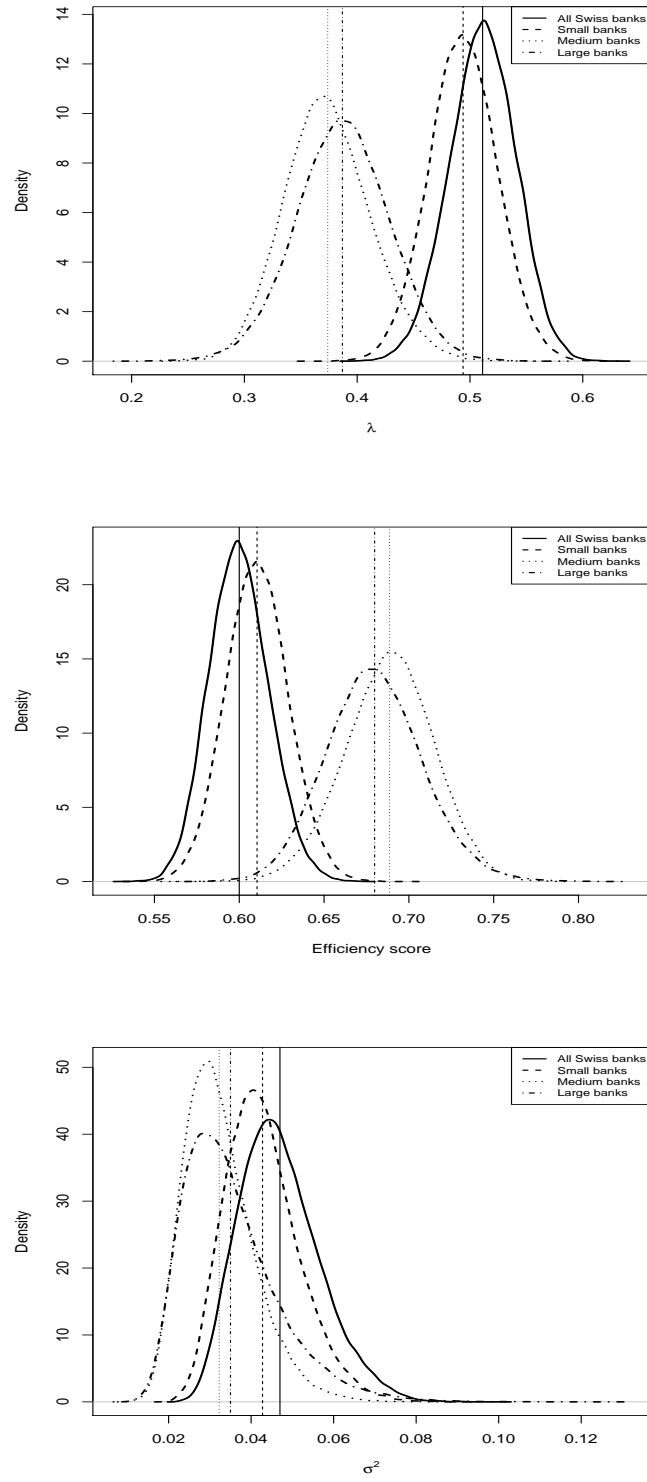 0 2 4 6 8 10 12 14
Density
All Swiss banks
Small banks
Medium banks
Large banks
0.2 0.3 0.4 0.5 0.6
λ
0 5 10 15 20
Density
All Swiss banks
Small banks
Medium banks
Large banks
0.55 0.60 0.65 0.70 0.75 0.80
Efficiency score
0 10 20 30 40 50
Density
All Swiss banks
Small banks
Medium banks
Large banks
0.02 0.04 0.06 0.08 0.10 0.12
σ²